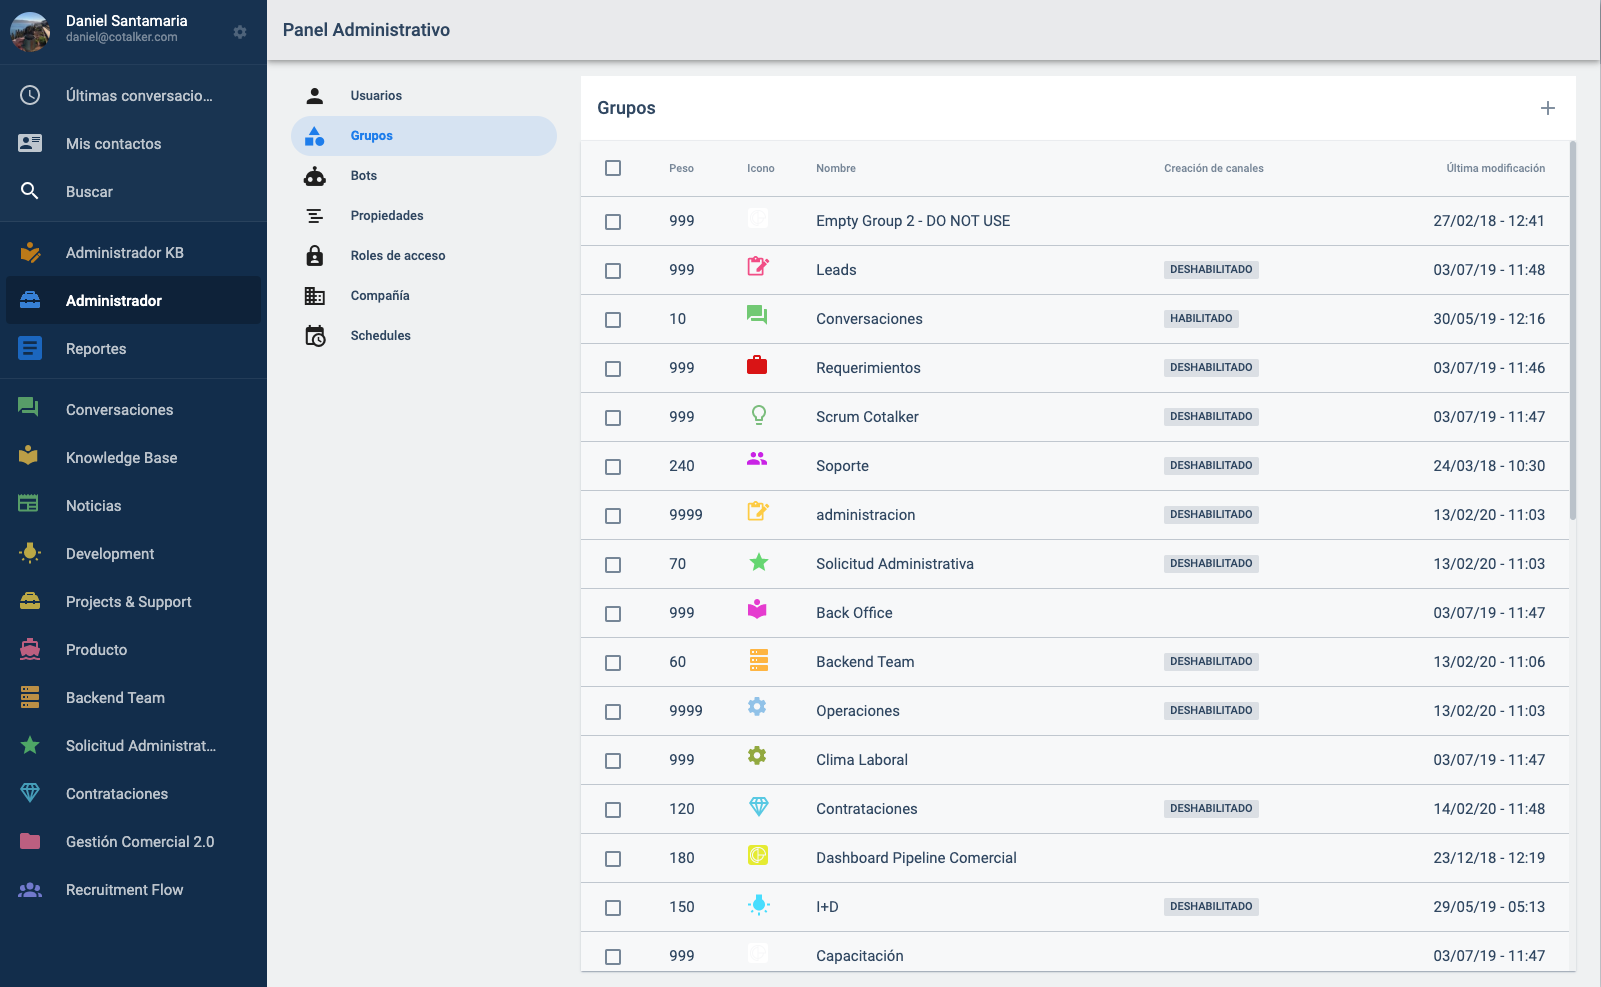 Daniel Santamaria
daniel@cotalker.com
Últimas conversacio...
Mis contactos
Buscar
Administrador KB
Administrador
Reportes
Conversaciones
Knowledge Base
Noticias
Development
Projects & Support
Producto
Backend Team
Solicitud Administrat...
Contrataciones
Gestión Comercial 2.0
Recruitment Flow
Panel Administrativo
Usuarios
Grupos
Bots
Propiedades
Roles de acceso
Compañía
Schedules
Grupos
Peso Icono Nombre Creación de canales Última modificación
999 Empty Group 2 - DO NOT USE 27/02/18 - 12:41
999 Leads DESHABILITADO 03/07/19 - 11:48
10 Conversaciones HABILITADO 30/05/19 - 12:16
999 Requerimientos DESHABILITADO 03/07/19 - 11:46
999 Scrum Cotalker DESHABILITADO 03/07/19 - 11:47
240 Soporte DESHABILITADO 24/03/18 - 10:30
9999 administracion DESHABILITADO 13/02/20 - 11:03
70 Solicitud Administrativa DESHABILITADO 13/02/20 - 11:03
999 Back Office 03/07/19 - 11:47
60 Backend Team DESHABILITADO 13/02/20 - 11:06
9999 Operaciones DESHABILITADO 13/02/20 - 11:03
999 Clima Laboral 03/07/19 - 11:47
120 Contrataciones DESHABILITADO 14/02/20 - 11:48
180 Dashboard Pipeline Comercial 23/12/18 - 12:19
150 I+D DESHABILITADO 29/05/19 - 05:13
999 Capacitación 03/07/19 - 11:47